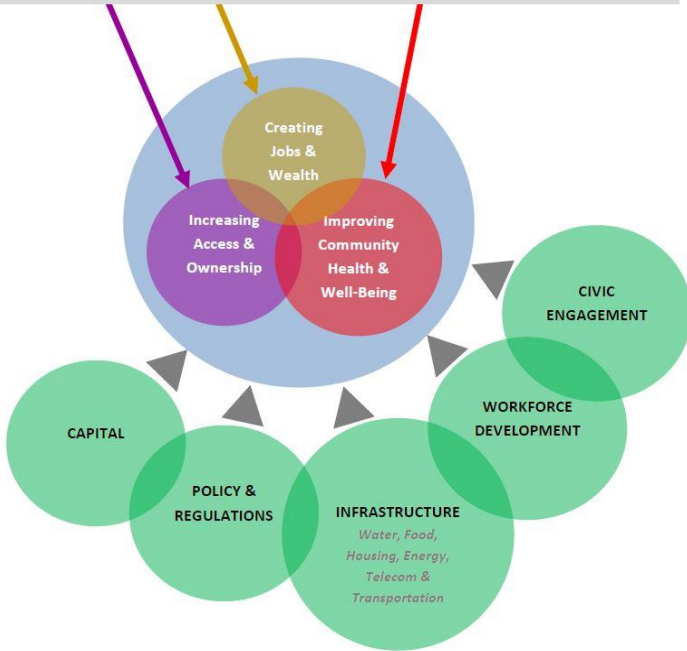 Creating
Jobs &
Wealth
Increasing
Access &
Ownership
Improving
Community
Health &
Well-Being
CIVIC
ENGAGEMENT
WORKFORCE
DEVELOPMENT
CAPITAL
POLICY &
REGULATIONS
INFRASTRUCTURE
Water, Food,
Housing, Energy,
Telecom &
Transportation